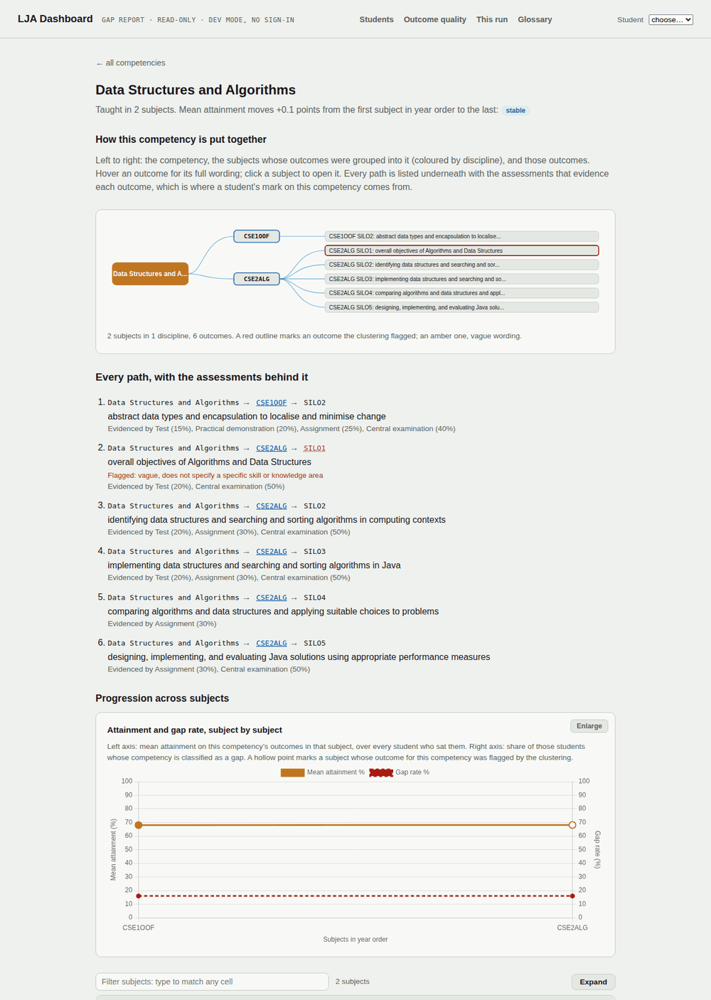 LJA Dashboard GAP REPORT · READ-ONLY · DEV MODE, NO SIGN-IN Students Outcome quality This run Glossary Student choose...
← all competencies
Data Structures and Algorithms
Taught in 2 subjects. Mean attainment moves +0.1 points from the first subject in year order to the last: stable
How this competency is put together
Left to right: the competency, the subjects whose outcomes were grouped into it (coloured by discipline), and those outcomes.
Hover an outcome for its full wording; click a subject to open it. Every path is listed underneath with the assessments that evidence
each outcome, which is where a student's mark on this competency comes from.
CSE1OOF
CSE1OOF SILO2: abstract data types and encapsulation to localise...
CSE2ALG SILO1: overall objectives of Algorithms and Data Structures
CSE2ALG SILO2: identifying data structures and searching and sor...
Data Structures and A...
CSE2ALG
CSE2ALG SILO3: implementing data structures and searching and so...
CSE2ALG SILO4: comparing algorithms and data structures and appl...
CSE2ALG SILO5: designing, implementing, and evaluating Java solu...
2 subjects in 1 discipline, 6 outcomes. A red outline marks an outcome the clustering flagged; an amber one, vague wording.
Every path, with the assessments behind it
1. Data Structures and Algorithms → CSE1OOF → SILO2
abstract data types and encapsulation to localise and minimise change
Evidenced by Test (15%), Practical demonstration (20%), Assignment (25%), Central examination (40%)
2. Data Structures and Algorithms → CSE2ALG → SILO1
overall objectives of Algorithms and Data Structures
Flagged: vague, does not specify a specific skill or knowledge area
Evidenced by Test (20%), Central examination (50%)
3. Data Structures and Algorithms → CSE2ALG → SILO2
identifying data structures and searching and sorting algorithms in computing contexts
Evidenced by Test (20%), Assignment (30%), Central examination (50%)
4. Data Structures and Algorithms → CSE2ALG → SILO3
implementing data structures and searching and sorting algorithms in Java
Evidenced by Test (20%), Assignment (30%), Central examination (50%)
5. Data Structures and Algorithms → CSE2ALG → SILO4
comparing algorithms and data structures and applying suitable choices to problems
Evidenced by Assignment (30%)
6. Data Structures and Algorithms → CSE2ALG → SILO5
designing, implementing, and evaluating Java solutions using appropriate performance measures
Evidenced by Assignment (30%), Central examination (50%)
Progression across subjects
Attainment and gap rate, subject by subject
Enlarge
Left axis: mean attainment on this competency's outcomes in that subject, over every student who sat them. Right axis: share of those students
whose competency is classified as a gap. A hollow point marks a subject whose outcome for this competency was flagged by the clustering.
Mean attainment % Gap rate %
100 100
90 90
80 80
70 70
60 60
50 50
40 40
30 30
20 20
10 10
0 0
Mean attainment (%)
Gap rate (%)
CSE1OOF CSE2ALG
Subjects in year order
Filter subjects: type to match any cell 2 subjects Expand